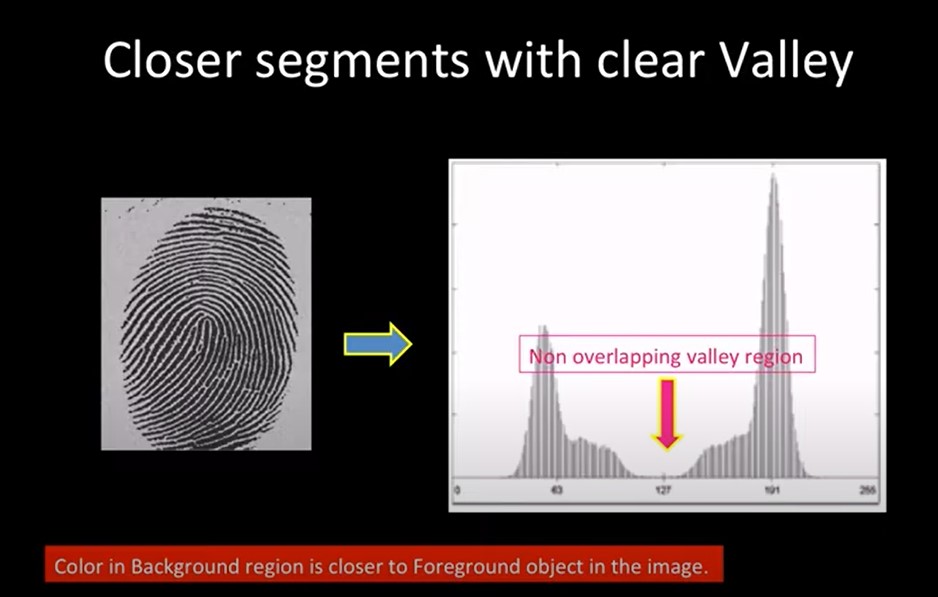 Closer segments with clear Valley
Non overlapping valley region
0 63 127 191 255
Color in Background region is closer to Foreground object in the image.